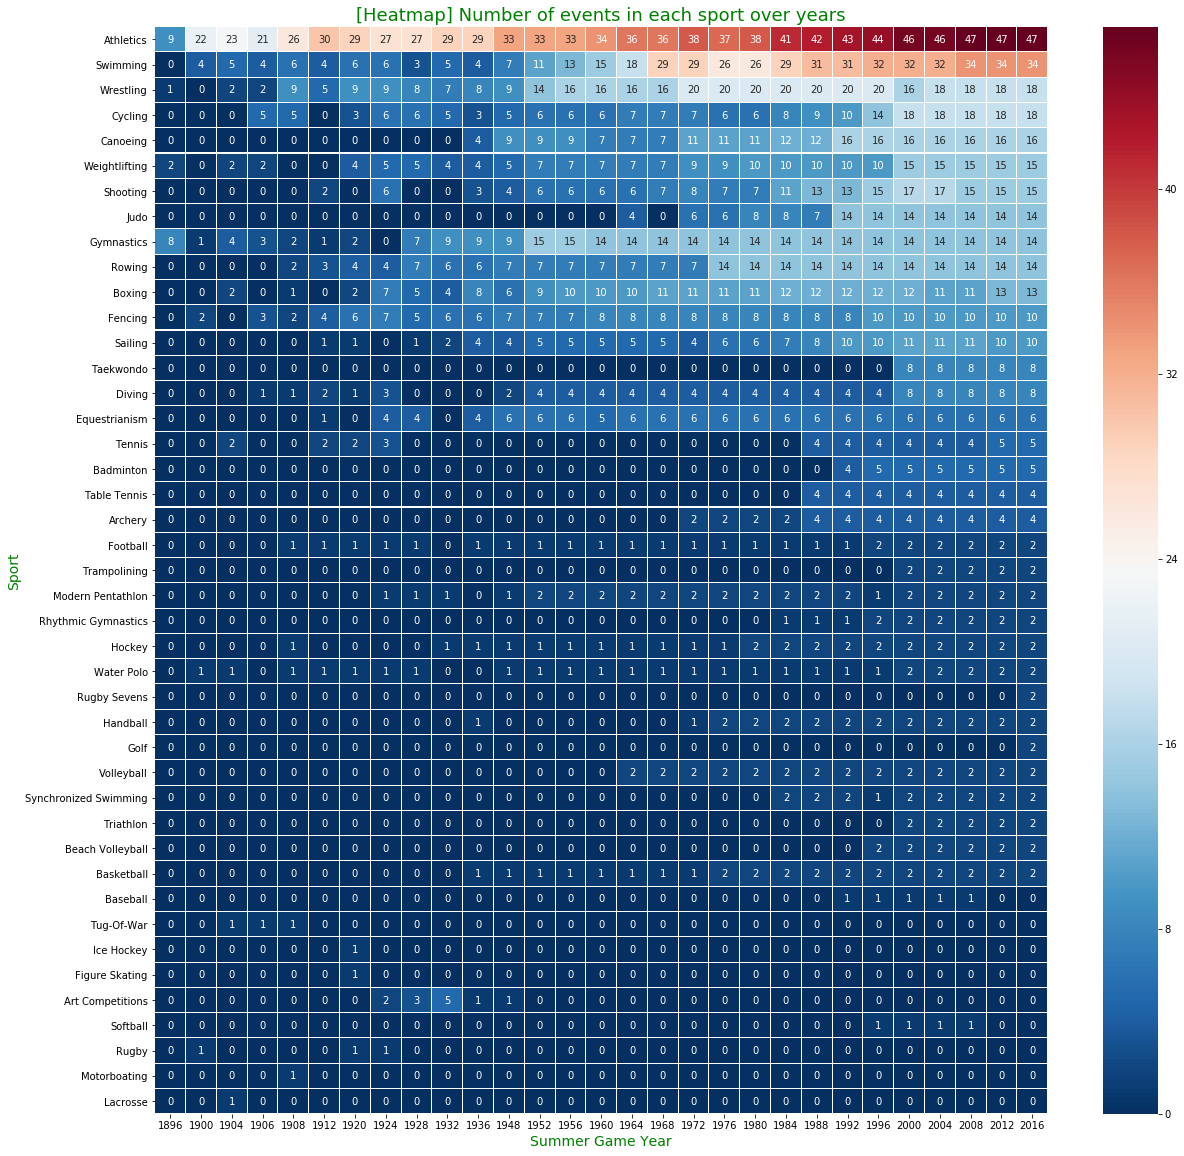 [Heatmap] Number of events in each sport over years
Athletics 9 22 23 21 26 30 29 27 27 29 29 33 33 33 34 36 36 38 37 38 41 42 43 44 46 46 47 47 47
Swimming 0 4 5 4 6 4 6 6 3 5 4 7 11 13 15 18 29 29 26 26 29 31 31 32 32 32 34 34 34
Wrestling 1 0 2 2 9 5 9 9 8 7 8 9 14 16 16 16 16 20 20 20 20 20 20 20 16 18 18 18 18
Cycling 0 0 0 5 5 0 3 6 6 5 3 5 6 6 6 7 7 7 6 6 8 9 10 14 18 18 18 18 18
Canoeing 0 0 0 0 0 0 0 0 0 0 4 9 9 9 7 7 7 11 11 11 12 12 16 16 16 16 16 16 16
Weightlifting 2 0 2 2 0 0 4 5 5 4 4 5 7 7 7 7 7 9 9 10 10 10 10 10 15 15 15 15 15
Shooting 0 0 0 0 0 2 0 6 0 0 3 4 6 6 6 6 7 8 7 7 11 13 13 15 17 17 15 15 15
Judo 0 0 0 0 0 0 0 0 0 0 0 0 0 0 0 4 0 6 6 8 8 7 14 14 14 14 14 14 14
Gymnastics 8 1 4 3 2 1 2 0 7 9 9 9 15 15 14 14 14 14 14 14 14 14 14 14 14 14 14 14 14
Rowing 0 0 0 0 2 3 4 4 7 6 6 7 7 7 7 7 7 7 14 14 14 14 14 14 14 14 14 14 14
Boxing 0 0 2 0 1 0 2 7 5 4 8 6 9 10 10 10 11 11 11 11 12 12 12 12 12 11 11 13 13
Fencing 0 2 0 3 2 4 6 7 5 6 6 7 7 7 8 8 8 8 8 8 8 8 8 10 10 10 10 10 10
Sailing 0 0 0 0 0 1 1 0 1 2 4 4 5 5 5 5 5 4 6 6 7 8 10 10 11 11 11 10 10
Taekwondo 0 0 0 0 0 0 0 0 0 0 0 0 0 0 0 0 0 0 0 0 0 0 0 0 8 8 8 8 8
Diving 0 0 0 1 1 2 1 3 0 0 0 2 4 4 4 4 4 4 4 4 4 4 4 4 8 8 8 8 8
Equestrianism 0 0 0 0 0 1 0 4 4 0 4 6 6 6 5 6 6 6 6 6 6 6 6 6 6 6 6 6 6
Tennis 0 0 2 0 0 2 2 3 0 0 0 0 0 0 0 0 0 0 0 0 0 4 4 4 4 4 4 5 5
Badminton 0 0 0 0 0 0 0 0 0 0 0 0 0 0 0 0 0 0 0 0 0 0 4 5 5 5 5 5 5
Table Tennis 0 0 0 0 0 0 0 0 0 0 0 0 0 0 0 0 0 0 0 0 0 4 4 4 4 4 4 4 4
Archery 0 0 0 0 0 0 0 0 0 0 0 0 0 0 0 0 0 2 2 2 2 4 4 4 4 4 4 4 4
Football 0 0 0 0 1 1 1 1 1 0 1 1 1 1 1 1 1 1 1 1 1 1 1 2 2 2 2 2 2
Trampolining 0 0 0 0 0 0 0 0 0 0 0 0 0 0 0 0 0 0 0 0 0 0 0 0 2 2 2 2 2
Modern Pentathlon 0 0 0 0 0 0 0 1 1 1 0 1 2 2 2 2 2 2 2 2 2 2 2 1 2 2 2 2 2
Rhythmic Gymnastics 0 0 0 0 0 0 0 0 0 0 0 0 0 0 0 0 0 0 0 0 1 1 1 2 2 2 2 2 2
Hockey 0 0 0 0 1 0 0 0 0 1 1 1 1 1 1 1 1 1 1 2 2 2 2 2 2 2 2 2 2
Water Polo 0 1 1 0 1 1 1 1 1 0 0 1 1 1 1 1 1 1 1 1 1 1 1 1 2 2 2 2 2
Rugby Sevens 0 0 0 0 0 0 0 0 0 0 0 0 0 0 0 0 0 0 0 0 0 0 0 0 0 0 0 0 2
Handball 0 0 0 0 0 0 0 0 0 0 1 0 0 0 0 0 0 1 2 2 2 2 2 2 2 2 2 2 2
Golf 0 0 0 0 0 0 0 0 0 0 0 0 0 0 0 0 0 0 0 0 0 0 0 0 0 0 0 0 2
Volleyball 0 0 0 0 0 0 0 0 0 0 0 0 0 0 0 2 2 2 2 2 2 2 2 2 2 2 2 2 2
Synchronized Swimming 0 0 0 0 0 0 0 0 0 0 0 0 0 0 0 0 0 0 0 0 2 2 2 1 2 2 2 2 2
Triathlon 0 0 0 0 0 0 0 0 0 0 0 0 0 0 0 0 0 0 0 0 0 0 0 0 2 2 2 2 2
Beach Volleyball 0 0 0 0 0 0 0 0 0 0 0 0 0 0 0 0 0 0 0 0 0 0 0 2 2 2 2 2 2
Basketball 0 0 0 0 0 0 0 0 0 0 1 1 1 1 1 1 1 1 2 2 2 2 2 2 2 2 2 2 2
Baseball 0 0 0 0 0 0 0 0 0 0 0 0 0 0 0 0 0 0 0 0 0 0 1 1 1 1 1 0 0
Tug-Of-War 0 0 1 1 1 0 0 0 0 0 0 0 0 0 0 0 0 0 0 0 0 0 0 0 0 0 0 0 0
Ice Hockey 0 0 0 0 0 0 1 0 0 0 0 0 0 0 0 0 0 0 0 0 0 0 0 0 0 0 0 0 0
Figure Skating 0 0 0 0 0 0 1 0 0 0 0 0 0 0 0 0 0 0 0 0 0 0 0 0 0 0 0 0 0
Art Competitions 0 0 0 0 0 0 0 2 3 5 1 1 0 0 0 0 0 0 0 0 0 0 0 0 0 0 0 0 0
Softball 0 0 0 0 0 0 0 0 0 0 0 0 0 0 0 0 0 0 0 0 0 0 0 1 1 1 1 0 0
Rugby 0 1 0 0 0 0 1 1 0 0 0 0 0 0 0 0 0 0 0 0 0 0 0 0 0 0 0 0 0
Motorboating 0 0 0 0 1 0 0 0 0 0 0 0 0 0 0 0 0 0 0 0 0 0 0 0 0 0 0 0 0
Lacrosse 0 0 1 0 0 0 0 0 0 0 0 0 0 0 0 0 0 0 0 0 0 0 0 0 0 0 0 0 0
1896 1900 1904 1906 1908 1912 1920 1924 1928 1932 1936 1948 1952 1956 1960 1964 1968 1972 1976 1980 1984 1988 1992 1996 2000 2004 2008 2012 2016
Summer Game Year
Sport
40
32
24
16
8
0